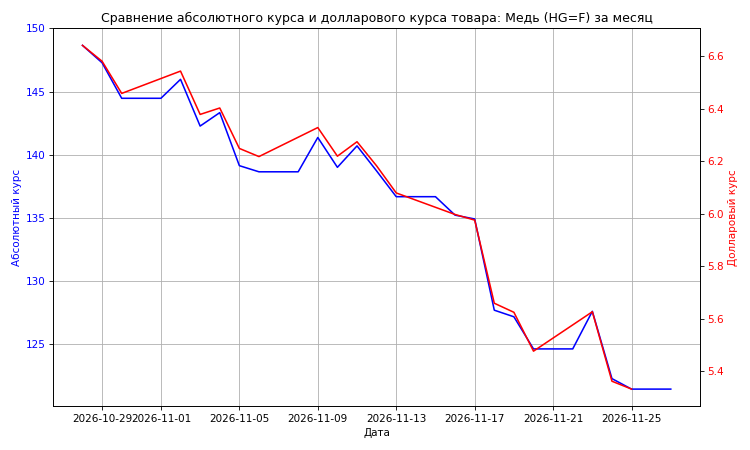 Сравнение абсолютного курса и долларового курса товара: Медь (HG=F) за месяц
150
145
140
135
130
125
Абсолютный курс
6.6
6.4
6.2
6.0
5.8
5.6
5.4
Долларовый курс
2026-10-29 2026-11-01 2026-11-05 2026-11-09 2026-11-13 2026-11-17 2026-11-21 2026-11-25
Дата